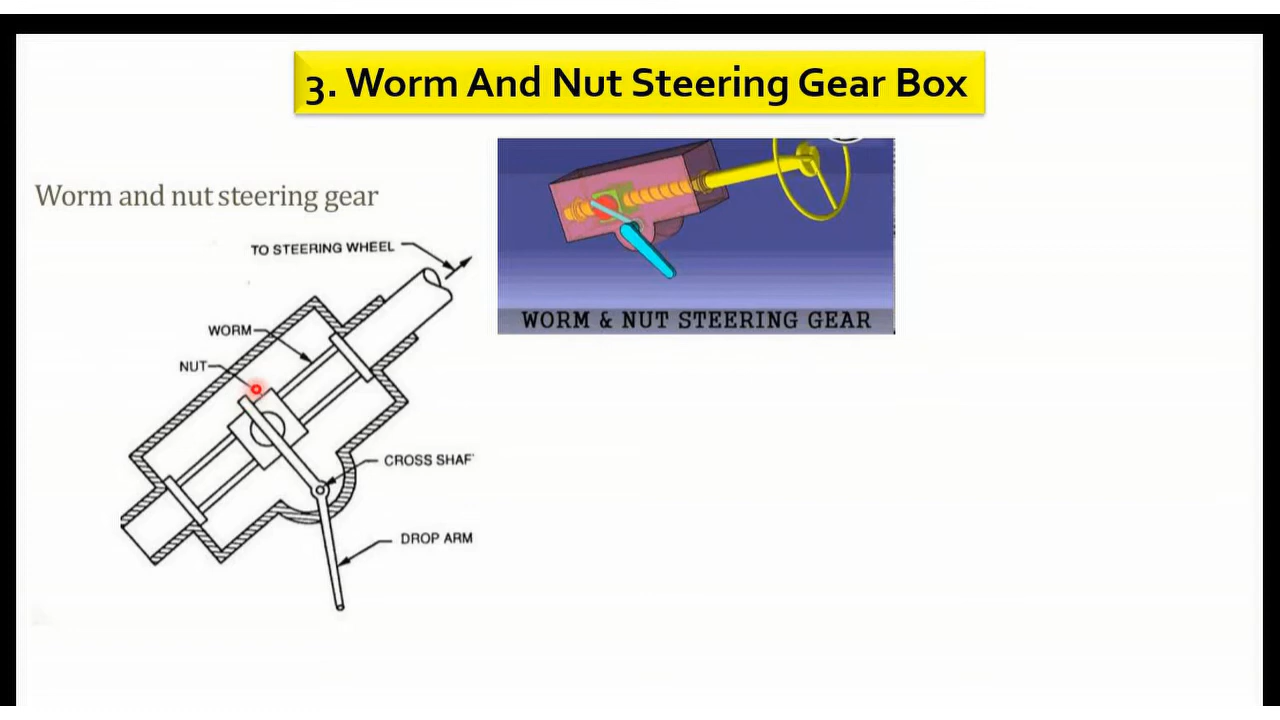 3. Worm And Nut Steering Gear Box
Worm and nut steering gear
TO STEERING WHEEL
WORM
NUT
CROSS SHAF
DROP ARM
WORM & NUT STEERING GEAR